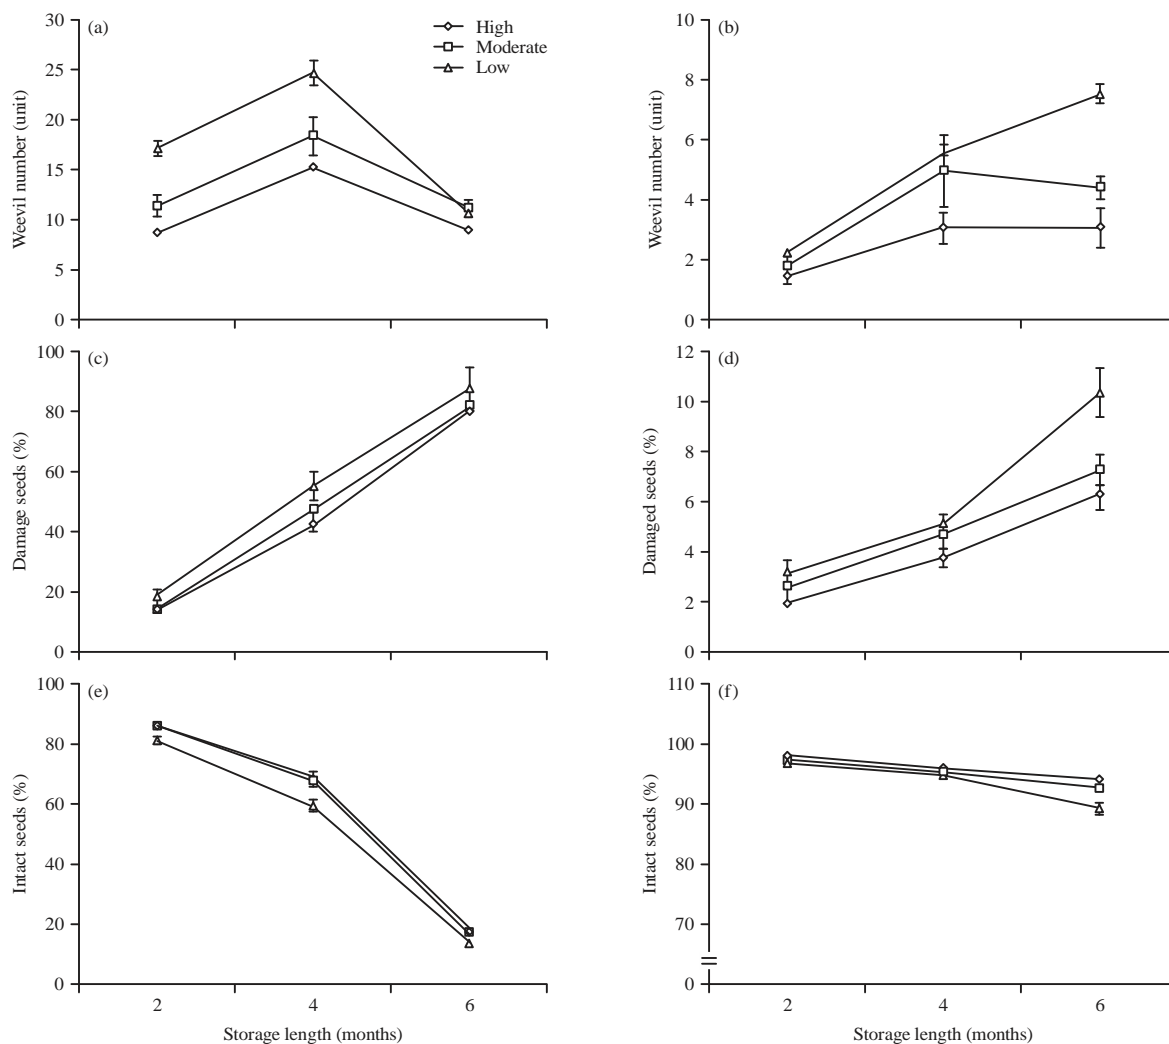 (a)
High
Moderate
Low
30
25
20
15
10
5
0
Weevil number (unit)
(b)
10
8
6
4
2
0
Weevil number (unit)
(c)
100
80
60
40
20
0
Damage seeds (%)
(d)
12
10
8
6
4
2
0
Damaged seeds (%)
(e)
100
80
60
40
20
0
Intact seeds (%)
2 4 6
Storage length (months)
(f)
110
100
90
80
70
0
Intact seeds (%)
2 4 6
Storage length (months)